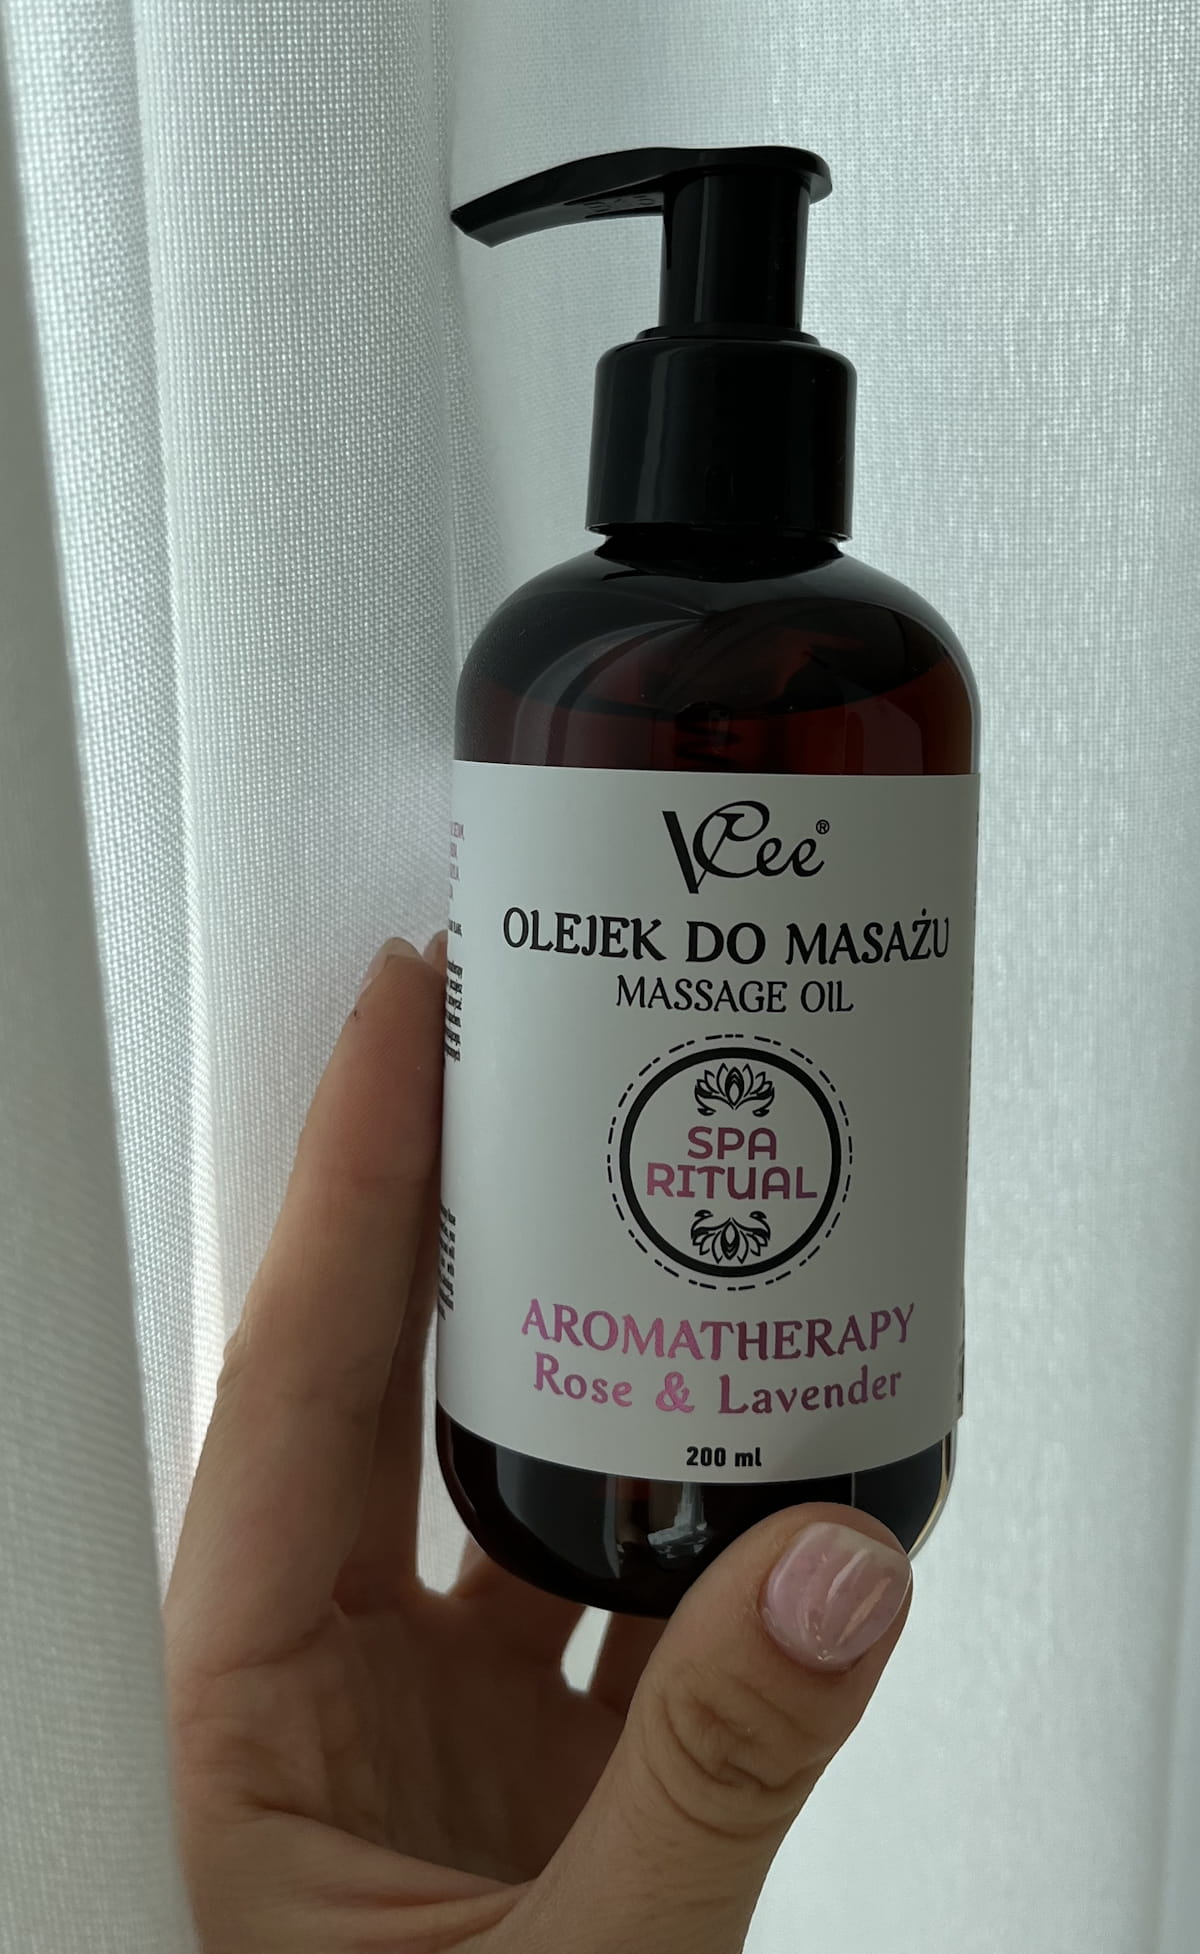 VCee®
OLEJEK DO MASAŻU
MASSAGE OIL
SPA
RITUAL
AROMATHERAPY
Rose & Lavender
200 ml